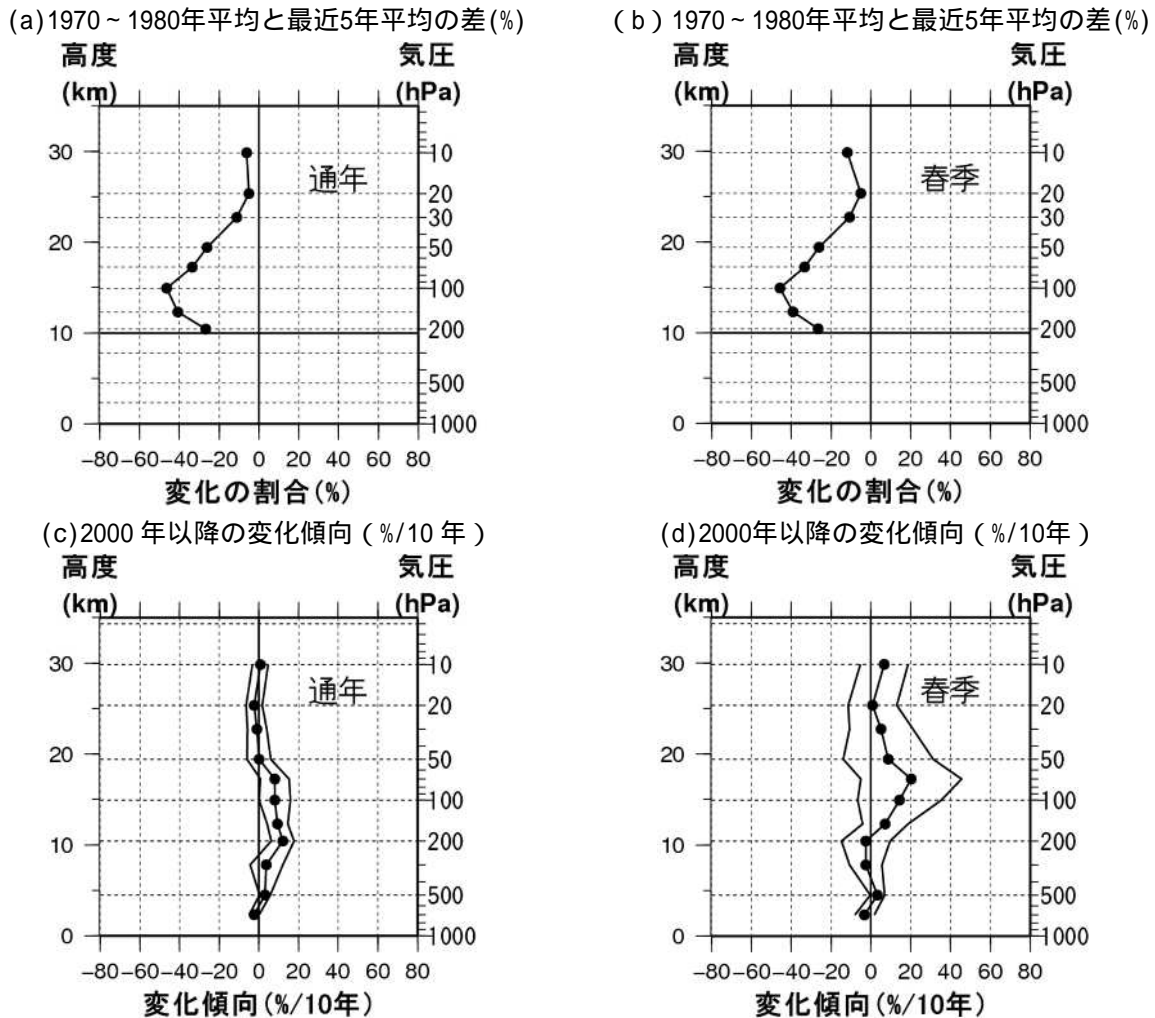 (a)1970~1980年平均と最近5年平均の差(%)
高度
(km)
気圧
(hPa)
通年
30
20
10
0
10
20
30
50
100
200
500
1000
-80 -60 -40 -20 0 20 40 60 80
変化の割合(%)
(b)1970~1980年平均と最近5年平均の差(%)
高度
(km)
気圧
(hPa)
春季
30
20
10
0
10
20
30
50
100
200
500
1000
-80 -60 -40 -20 0 20 40 60 80
変化の割合(%)
(c)2000年以降の変化傾向(%/10年)
高度
(km)
気圧
(hPa)
通年
30
20
10
0
10
20
50
100
200
500
1000
-80 -60 -40 -20 0 20 40 60 80
変化傾向(%/10年)
(d)2000年以降の変化傾向(%/10年)
高度
(km)
気圧
(hPa)
春季
30
20
10
0
10
20
50
100
200
500
1000
-80 -60 -40 -20 0 20 40 60 80
変化傾向(%/10年)